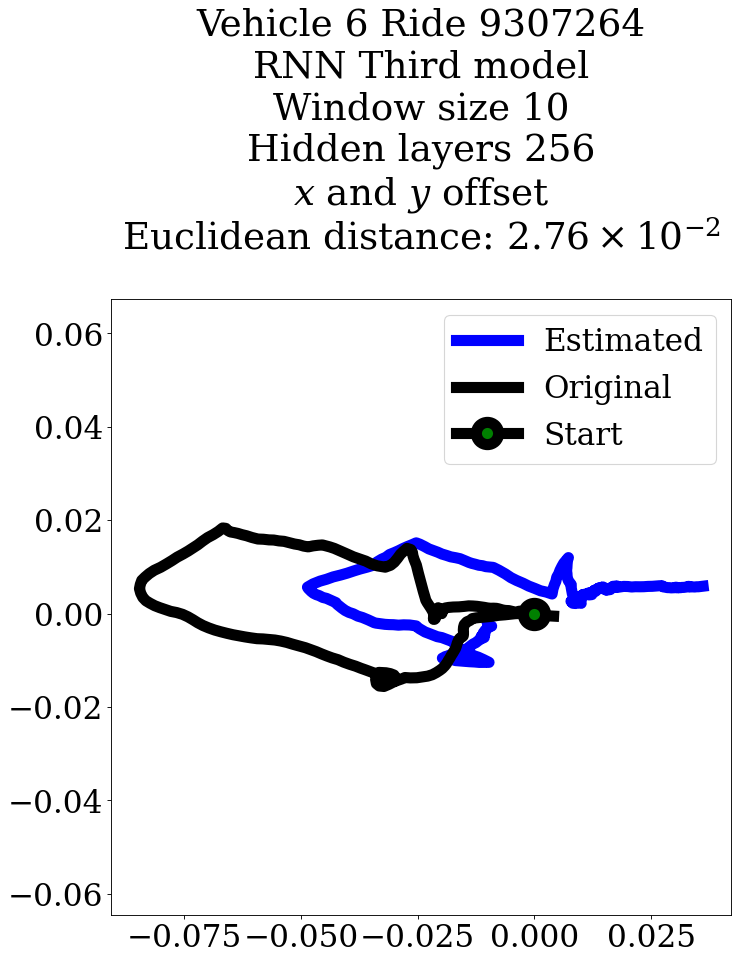 Vehicle 6 Ride 9307264
RNN Third model
Window size 10
Hidden layers 256
x and y offset
Euclidean distance: 2.76 × 10⁻²
Estimated
Original
Start
0.06
0.04
0.02
0.00
−0.02
−0.04
−0.06
−0.075 −0.050 −0.025 0.000 0.025